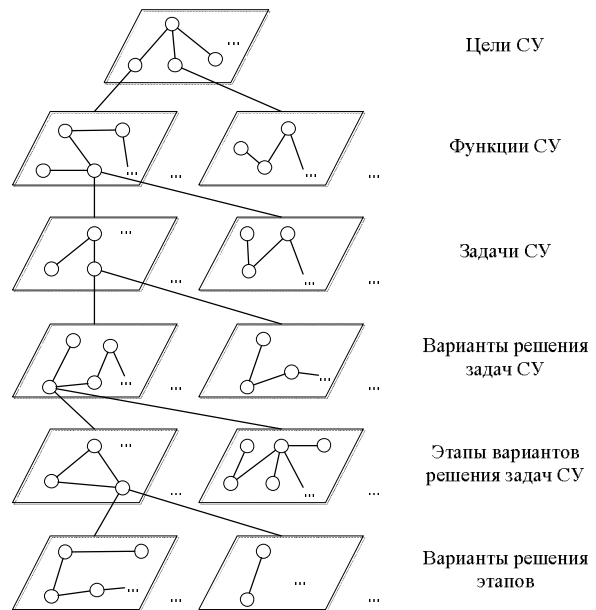 Цели СУ
Функции СУ
Задачи СУ
Варианты решения
задач СУ
Этапы вариантов
решения задач СУ
Варианты решения
этапов